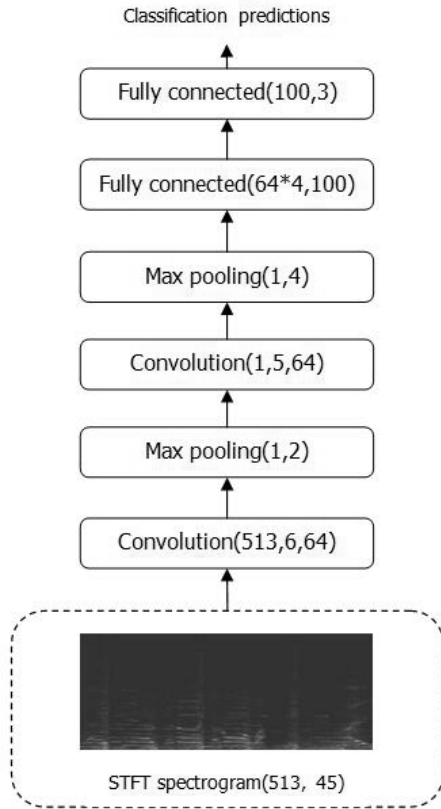 Classification predictions
Fully connected(100,3)
Fully connected(64*4,100)
Max pooling(1,4)
Convolution(1,5,64)
Max pooling(1,2)
Convolution(513,6,64)
STFT spectrogram(513, 45)